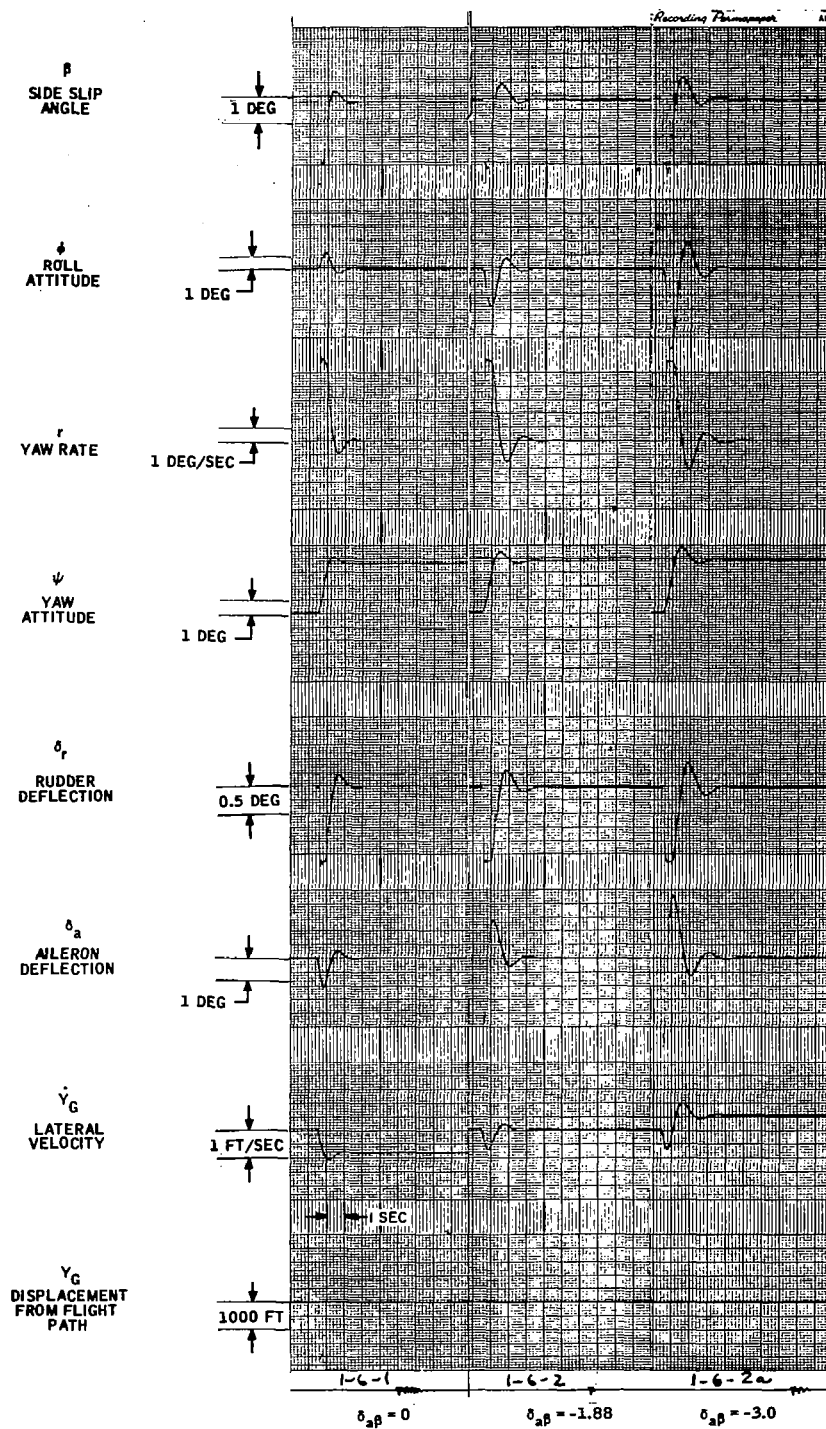 Recording Permapaper
β
SIDE SLIP
ANGLE
1 DEG
ϕ
ROLL
ATTITUDE
1 DEG
r
YAW RATE
1 DEG/SEC
ψ
YAW
ATTITUDE
1 DEG
δr
RUDDER
DEFLECTION
0.5 DEG
δa
AILERON
DEFLECTION
1 DEG
ẎG
LATERAL
VELOCITY
1 FT/SEC
1 SEC
YG
DISPLACEMENT
FROM FLIGHT
PATH
1000 FT
1-6-1 1-6-2 1-6-2a
δaβ = 0 δaβ = -1.88 δaβ = -3.0